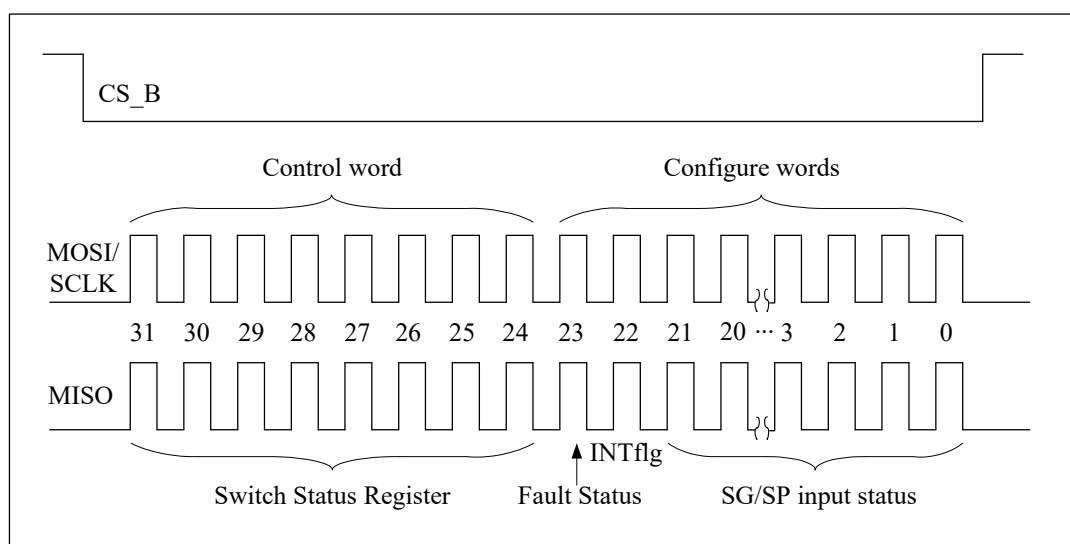 CS_B
Control word Configure words
MOSI/
SCLK
31 30 29 28 27 26 25 24 23 22 21 20 ··· 3 2 1 0
MISO
INTflg
Switch Status Register Fault Status SG/SP input status